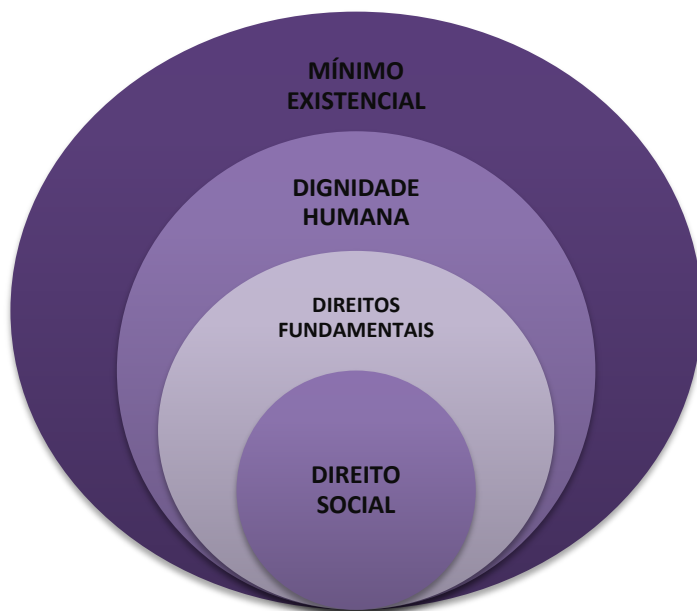 MÍNIMO
EXISTENCIAL
DIGNIDADE
HUMANA
DIREITOS
FUNDAMENTAIS
DIREITO
SOCIAL